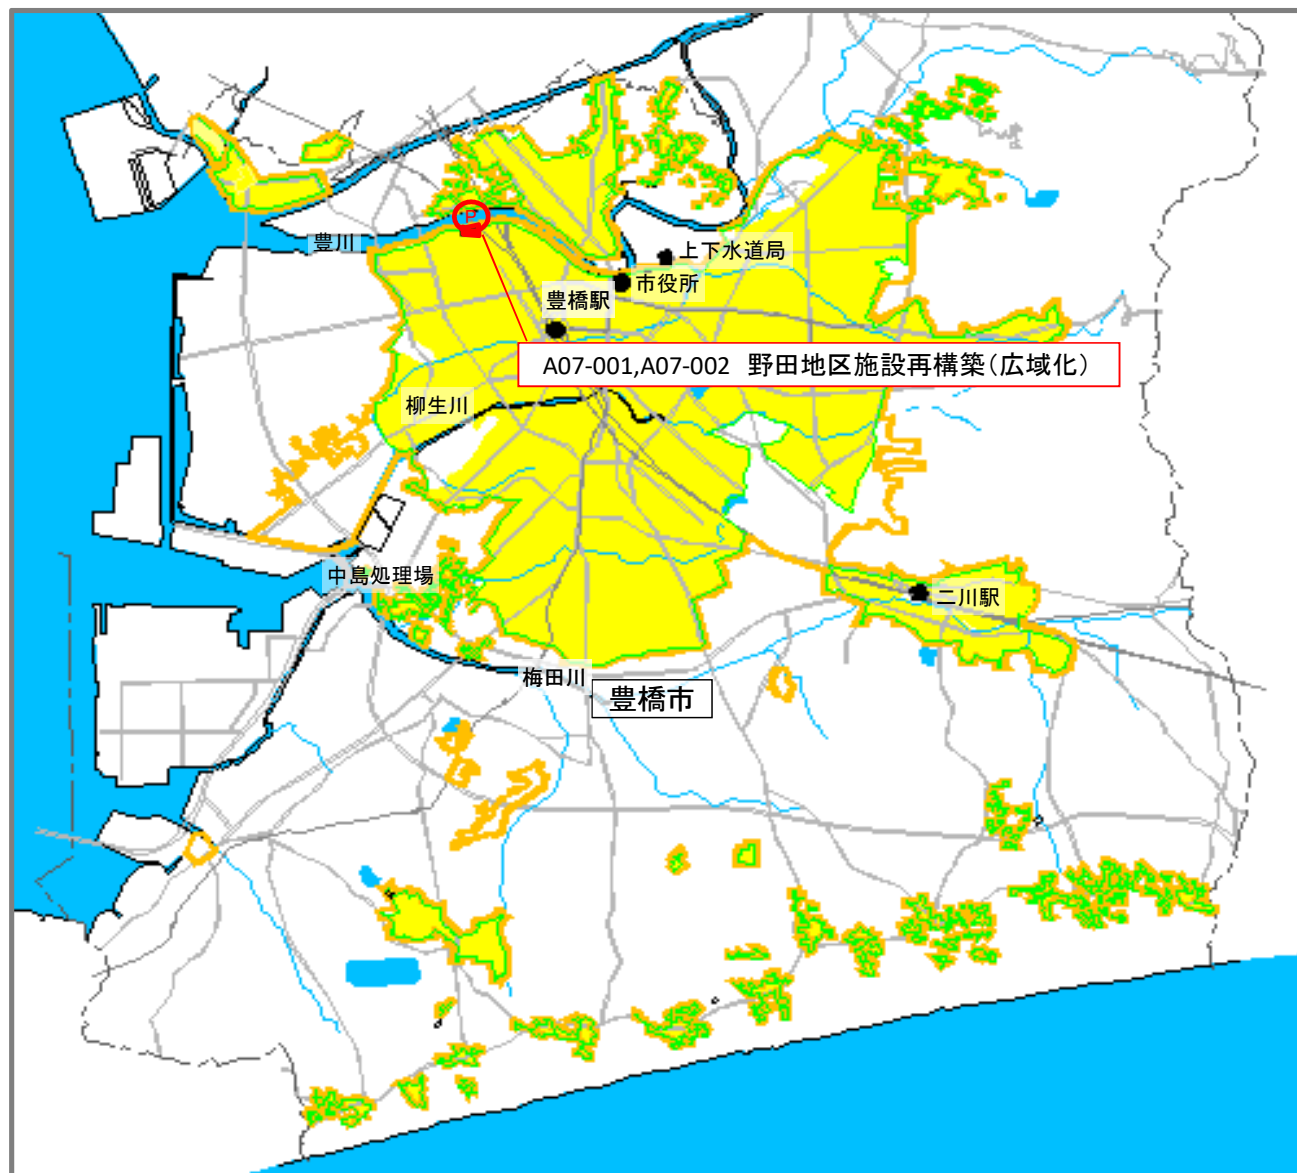 P
豊川
上下水道局
市役所
豊橋駅
A07-001,A07-002 野田地区施設再構築(広域化)
柳生川
中島処理場
二川駅
梅田川
豊橋市